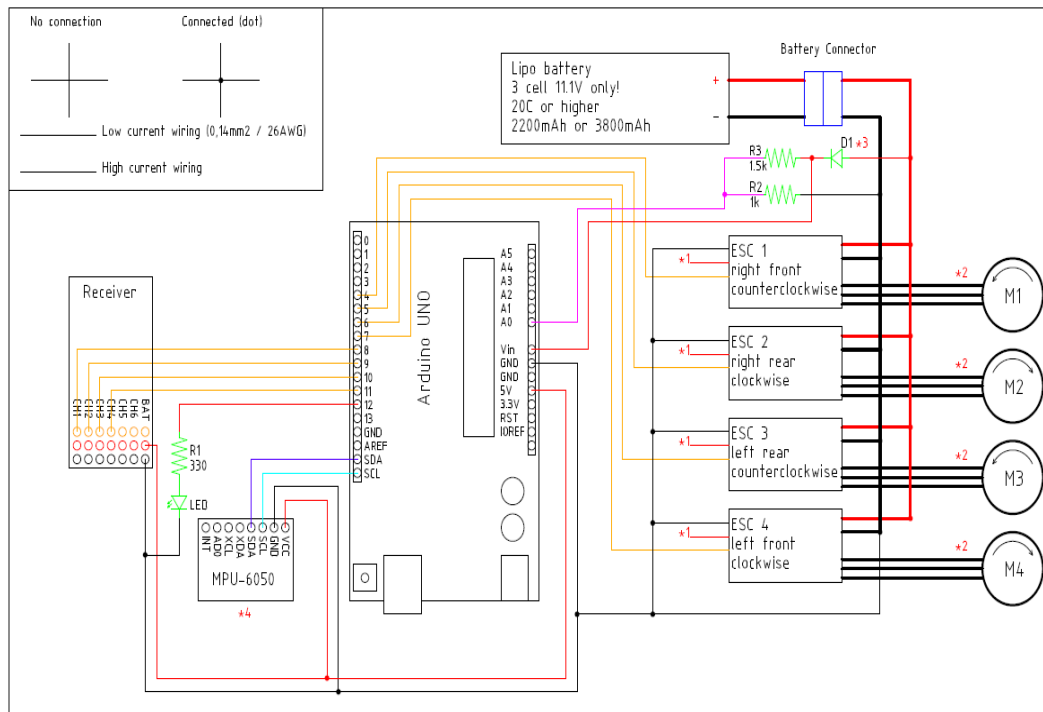 No connection
Connected (dot)
Low current wiring (0,14mm2 / 26AWG)
High current wiring
Lipo battery
3 cell 11.1V only!
20C or higher
2200mAh or 3800mAh
+
-
Battery Connector
R3
1.5k
D1
*3
R2
1k
Receiver
CH1
CH2
CH3
CH4
CH5
CH6
BAT
R1
330
LED
INT
AD0
XCL
XDA
SDA
SCL
GND
VCC
MPU-6050
*4
Arduino UNO
0
1
2
3
4
5
6
7
8
9
10
11
12
13
GND
AREF
SDA
SCL
A5
A4
A3
A2
A1
A0
Vin
GND
GND
5V
3.3V
RST
IOREF
*1
ESC 1
right front
counterclockwise
*2
M1
*1
ESC 2
right rear
clockwise
*2
M2
*1
ESC 3
left rear
counterclockwise
*2
M3
*1
ESC 4
left front
clockwise
*2
M4